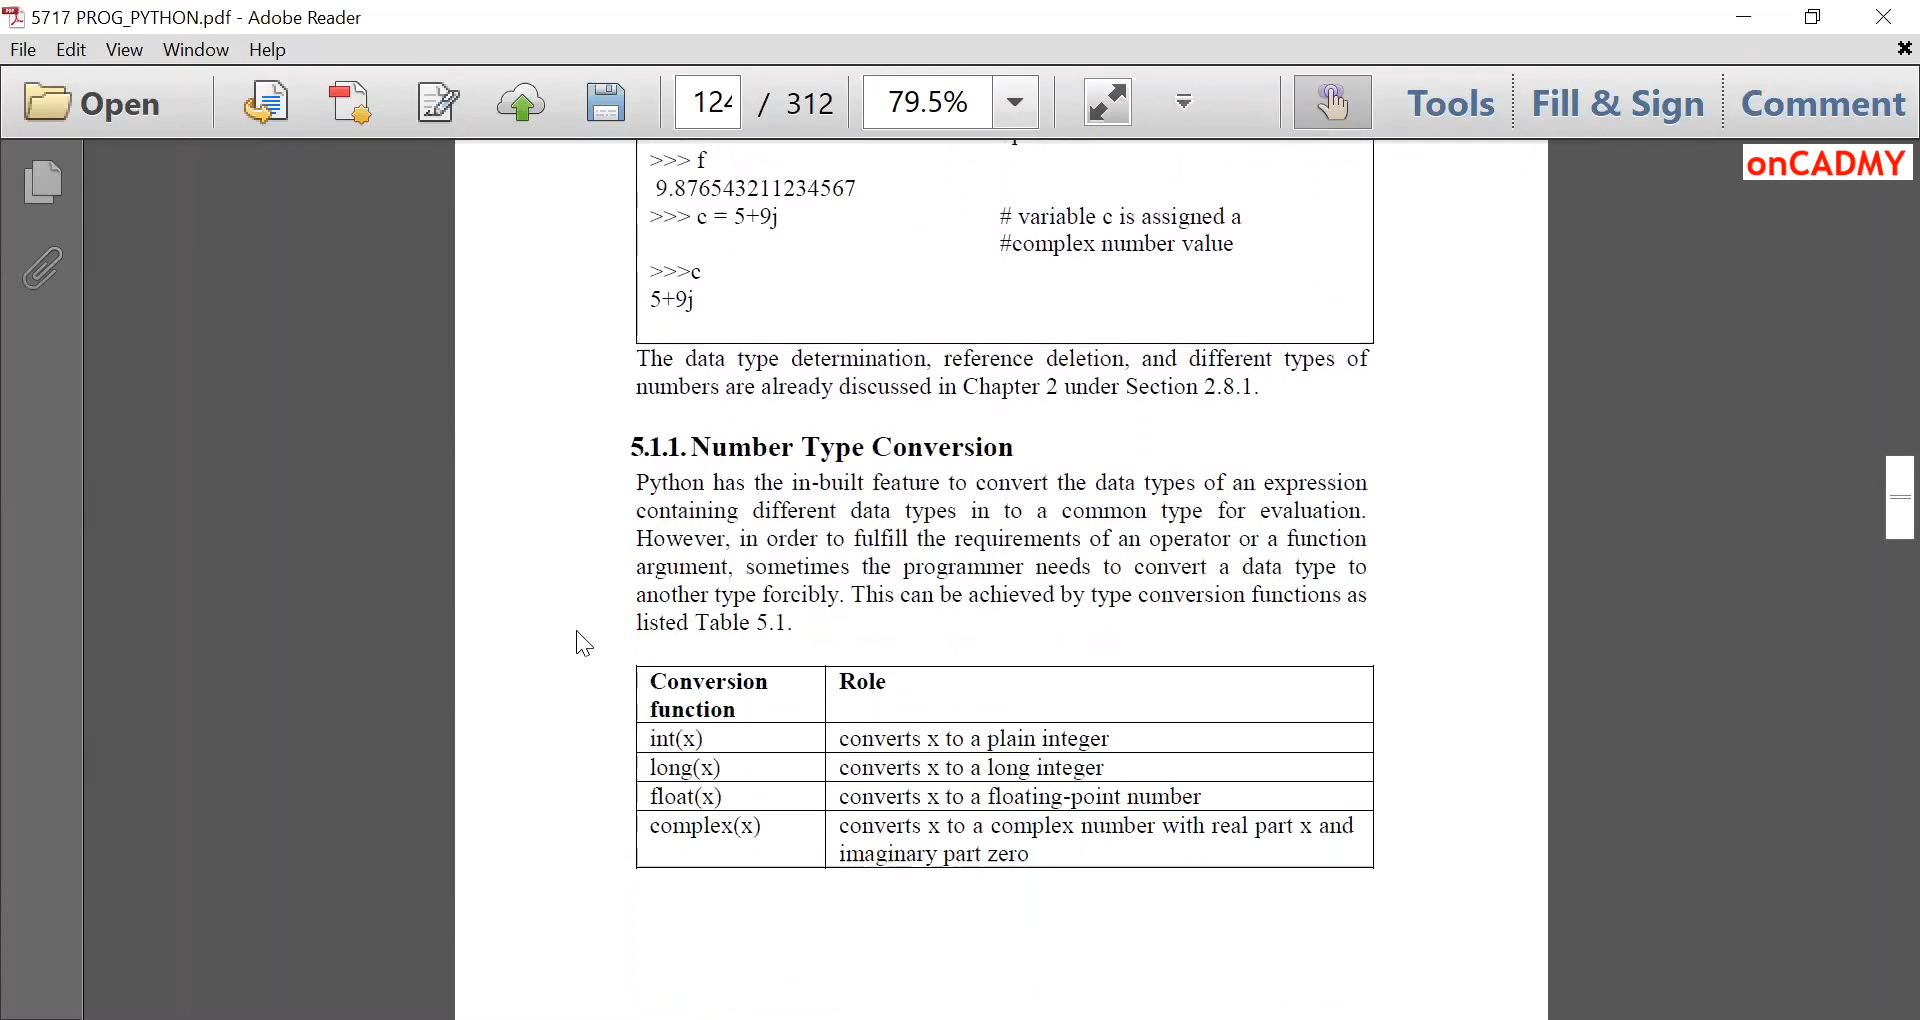 5717 PROG_PYTHON.pdf - Adobe Reader
File Edit View Window Help
Open 124 / 312 79.5% Tools Fill & Sign Comment
onCADMY
>>> f
9.876543211234567
>>> c = 5+9j # variable c is assigned a
#complex number value
>>>c
5+9j
The data type determination, reference deletion, and different types of
numbers are already discussed in Chapter 2 under Section 2.8.1.
5.1.1. Number Type Conversion
Python has the in-built feature to convert the data types of an expression
containing different data types in to a common type for evaluation.
However, in order to fulfill the requirements of an operator or a function
argument, sometimes the programmer needs to convert a data type to
another type forcibly. This can be achieved by type conversion functions as
listed Table 5.1.
Conversion Role
function
int(x) converts x to a plain integer
long(x) converts x to a long integer
float(x) converts x to a floating-point number
complex(x) converts x to a complex number with real part x and
imaginary part zero